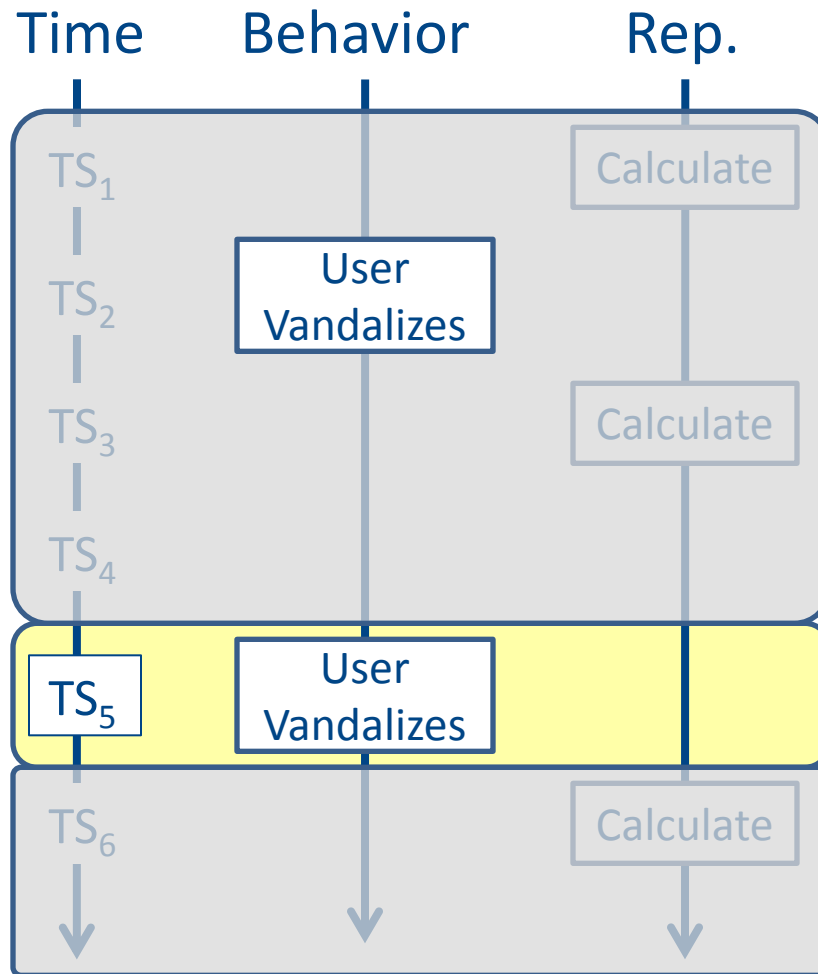 Time Behavior Rep.
TS₁ Calculate
User
TS₂
Vandalizes
TS₃ Calculate
TS₄
User
TS₅
Vandalizes
TS₆ Calculate